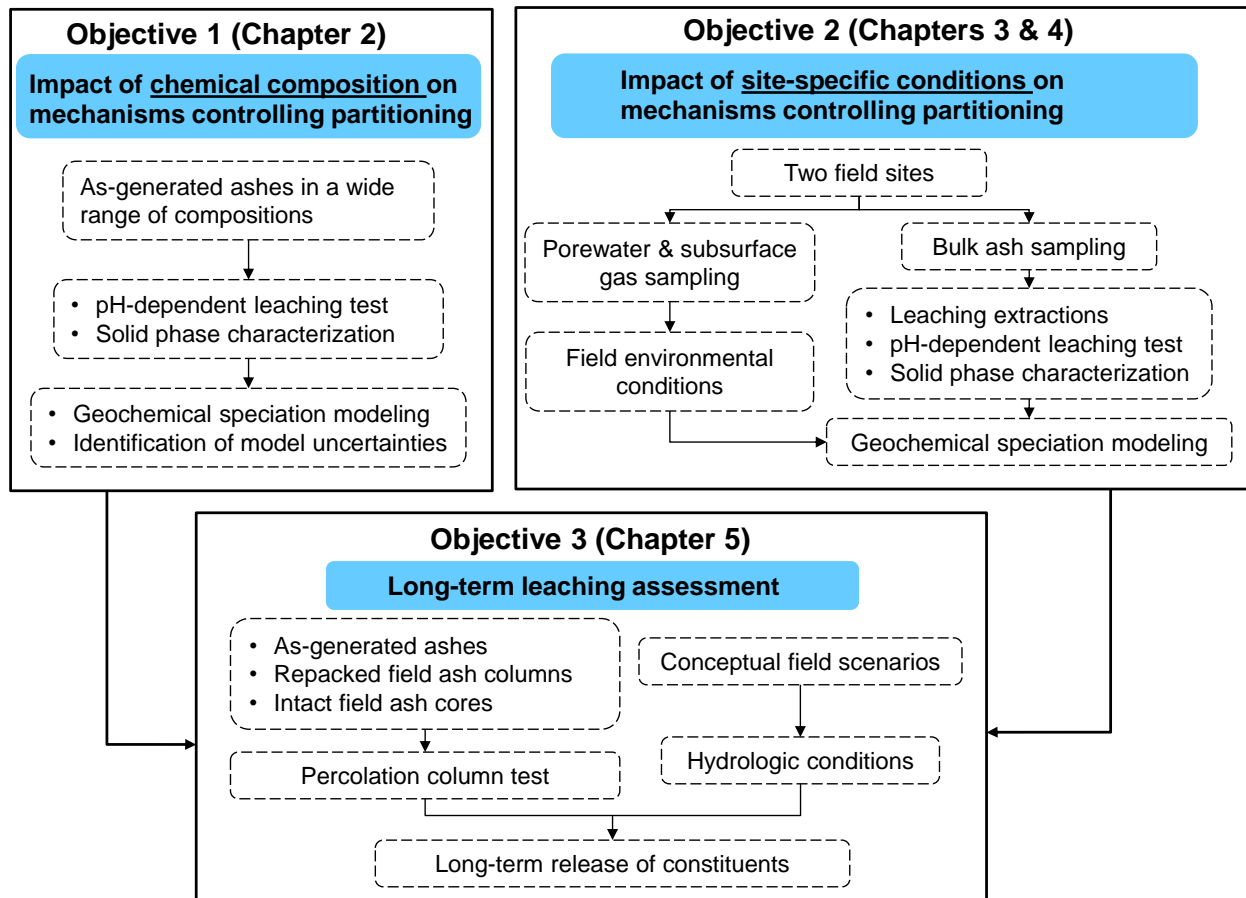 Objective 1 (Chapter 2)
Impact of chemical composition on
mechanisms controlling partitioning
As-generated ashes in a wide
range of compositions
• pH-dependent leaching test
• Solid phase characterization
• Geochemical speciation modeling
• Identification of model uncertainties
Objective 2 (Chapters 3 & 4)
Impact of site-specific conditions on
mechanisms controlling partitioning
Two field sites
Porewater & subsurface
gas sampling
Field environmental
conditions
Bulk ash sampling
• Leaching extractions
• pH-dependent leaching test
• Solid phase characterization
Geochemical speciation modeling
Objective 3 (Chapter 5)
Long-term leaching assessment
• As-generated ashes
• Repacked field ash columns
• Intact field ash cores
Percolation column test
Conceptual field scenarios
Hydrologic conditions
Long-term release of constituents